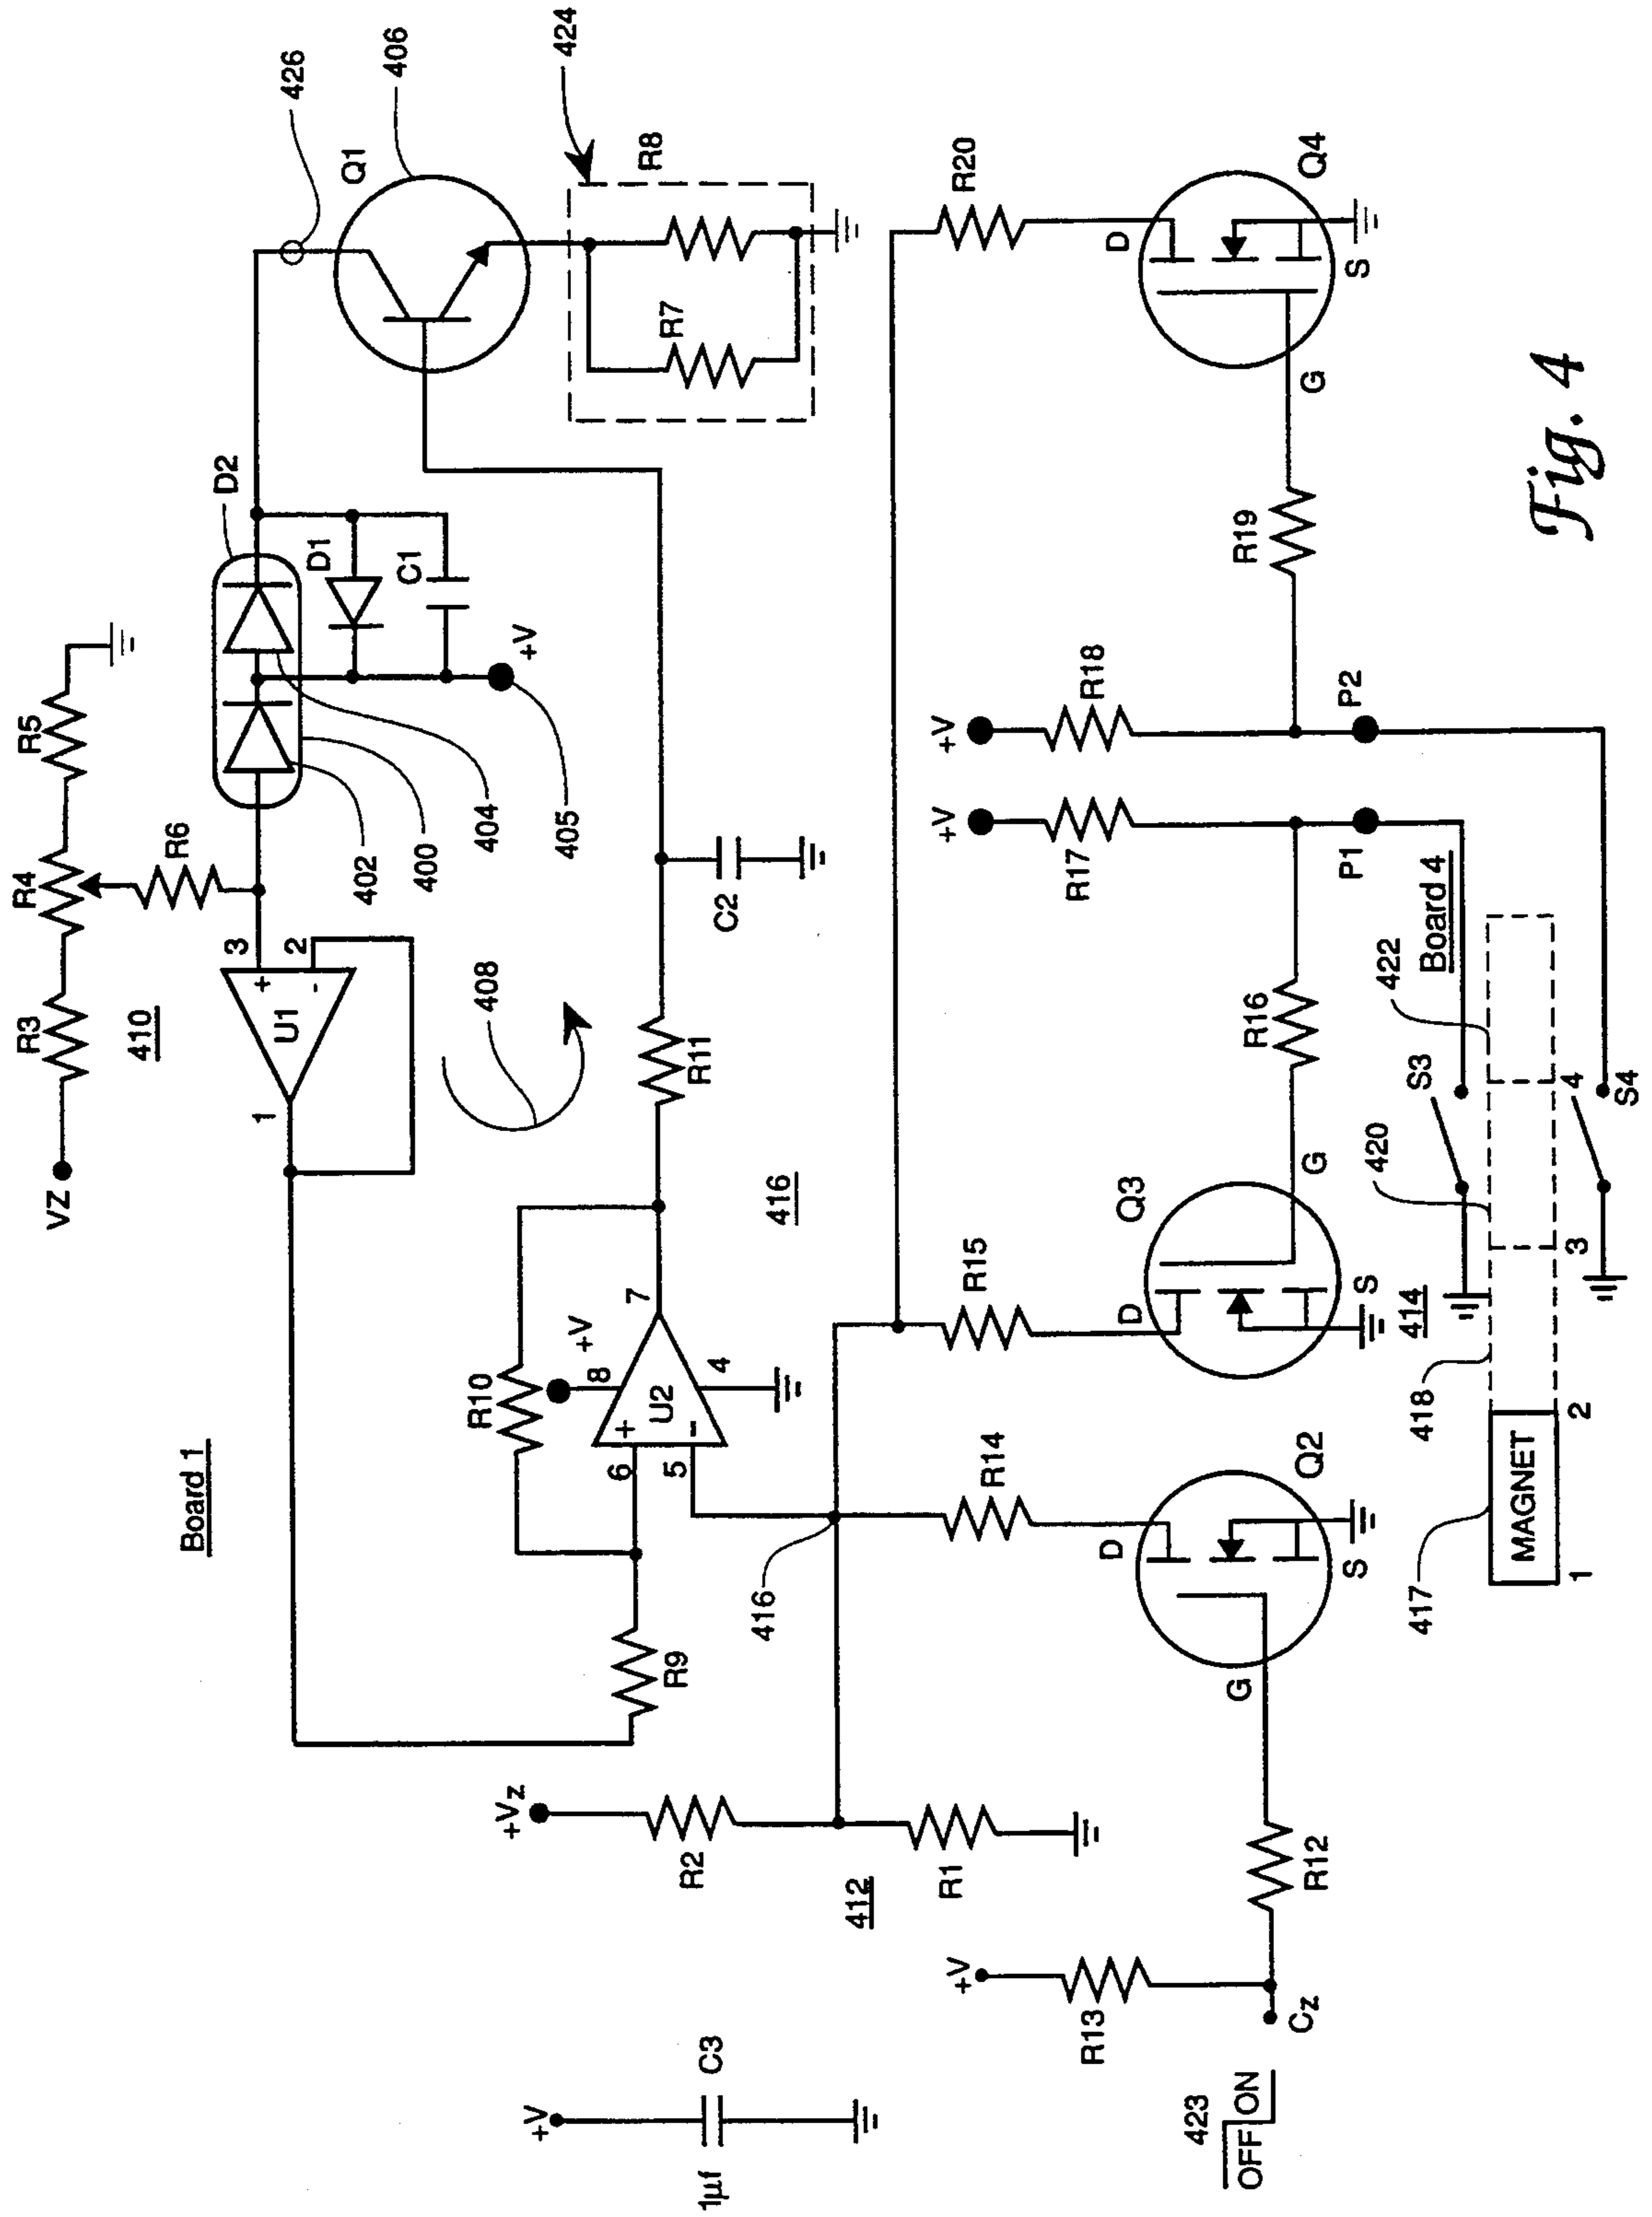 VZ
R3
R4
R5
R6
410
U1
+
-
1
2
3
D2
D1
C1
+V
402
400
404
405
426
Q1
406
424
R7
R8
408
Board 1
R9
R10
+V
8
U2
+
-
6
5
7
4
416
R11
C2
+Vz
R2
R1
412
416
R14
R15
R20
D
G
S
Q2
D
G
S
Q3
D
G
S
Q4
+V
C3
1µf
+V
R13
Cz
R12
423
OFF
ON
R16
+V
R17
+V
R18
P1
P2
R19
Board 4
414
417
MAGNET
418
420
422
1
2
3
4
S3
S4
Fig. 4